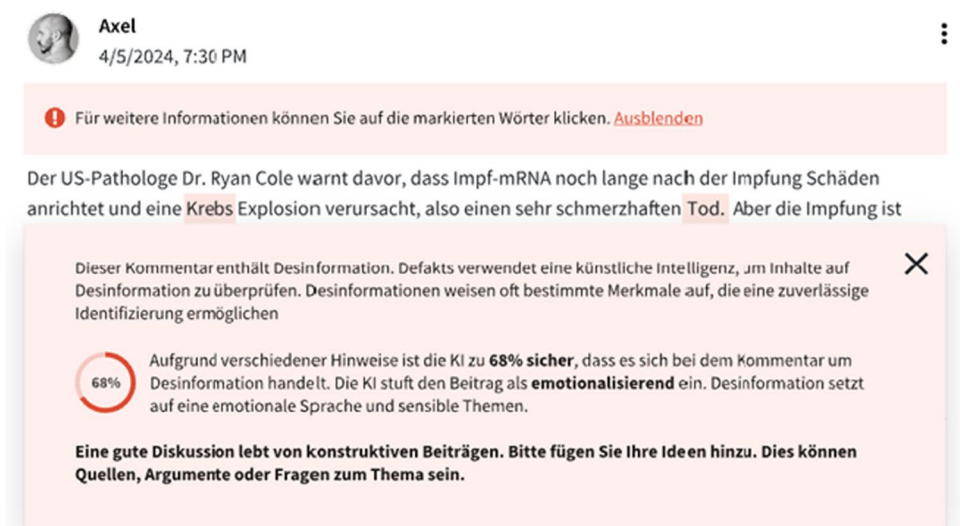 Axel
4/5/2024, 7:30 PM
Für weitere Informationen können Sie auf die markierten Wörter klicken. Ausblenden
Der US-Pathologe Dr. Ryan Cole warnt davor, dass Impf-mRNA noch lange nach der Impfung Schäden
anrichtet und eine Krebs Explosion verursacht, also einen sehr schmerzhaften Tod. Aber die Impfung ist
Dieser Kommentar enthält Desinformation. Defakts verwendet eine künstliche Intelligenz, um Inhalte auf
Desinformation zu überprüfen. Desinformationen weisen oft bestimmte Merkmale auf, die eine zuverlässige
Identifizierung ermöglichen
Aufgrund verschiedener Hinweise ist die KI zu 68% sicher, dass es sich bei dem Kommentar um
68% Desinformation handelt. Die KI stuft den Beitrag als emotionalisierend ein. Desinformation setzt
auf eine emotionale Sprache und sensible Themen.
Eine gute Diskussion lebt von konstruktiven Beiträgen. Bitte fügen Sie Ihre Ideen hinzu. Dies können
Quellen, Argumente oder Fragen zum Thema sein.